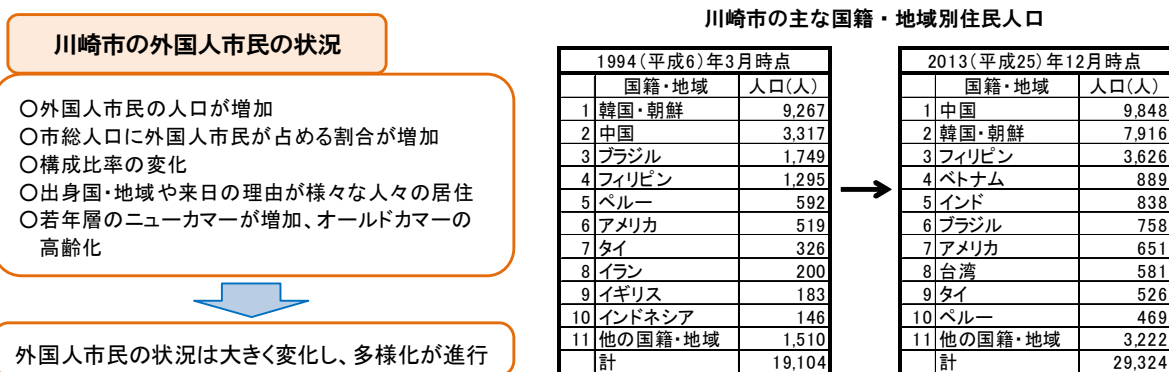 川崎市の外国人市民の状況
〇外国人市民の人口が増加
〇市総人口に外国人市民が占める割合が増加
〇構成比率の変化
〇出身国・地域や来日の理由が様々な人々の居住
〇若年層のニューカマーが増加、オールドカマーの
高齢化
外国人市民の状況は大きく変化し、多様化が進行
川崎市の主な国籍・地域別住民人口
1994(平成6)年3月時点
国籍・地域 人口(人)
1 韓国・朝鮮 9,267
2 中国 3,317
3 ブラジル 1,749
4 フィリピン 1,295
5 ペルー 592
6 アメリカ 519
7 タイ 326
8 イラン 200
9 イギリス 183
10 インドネシア 146
11 他の国籍・地域 1,510
計 19,104
2013(平成25)年12月時点
国籍・地域 人口(人)
1 中国 9,848
2 韓国・朝鮮 7,916
3 フィリピン 3,626
4 ベトナム 889
5 インド 838
6 ブラジル 758
7 アメリカ 651
8 台湾 581
9 タイ 526
10 ペルー 469
11 他の国籍・地域 3,222
計 29,324